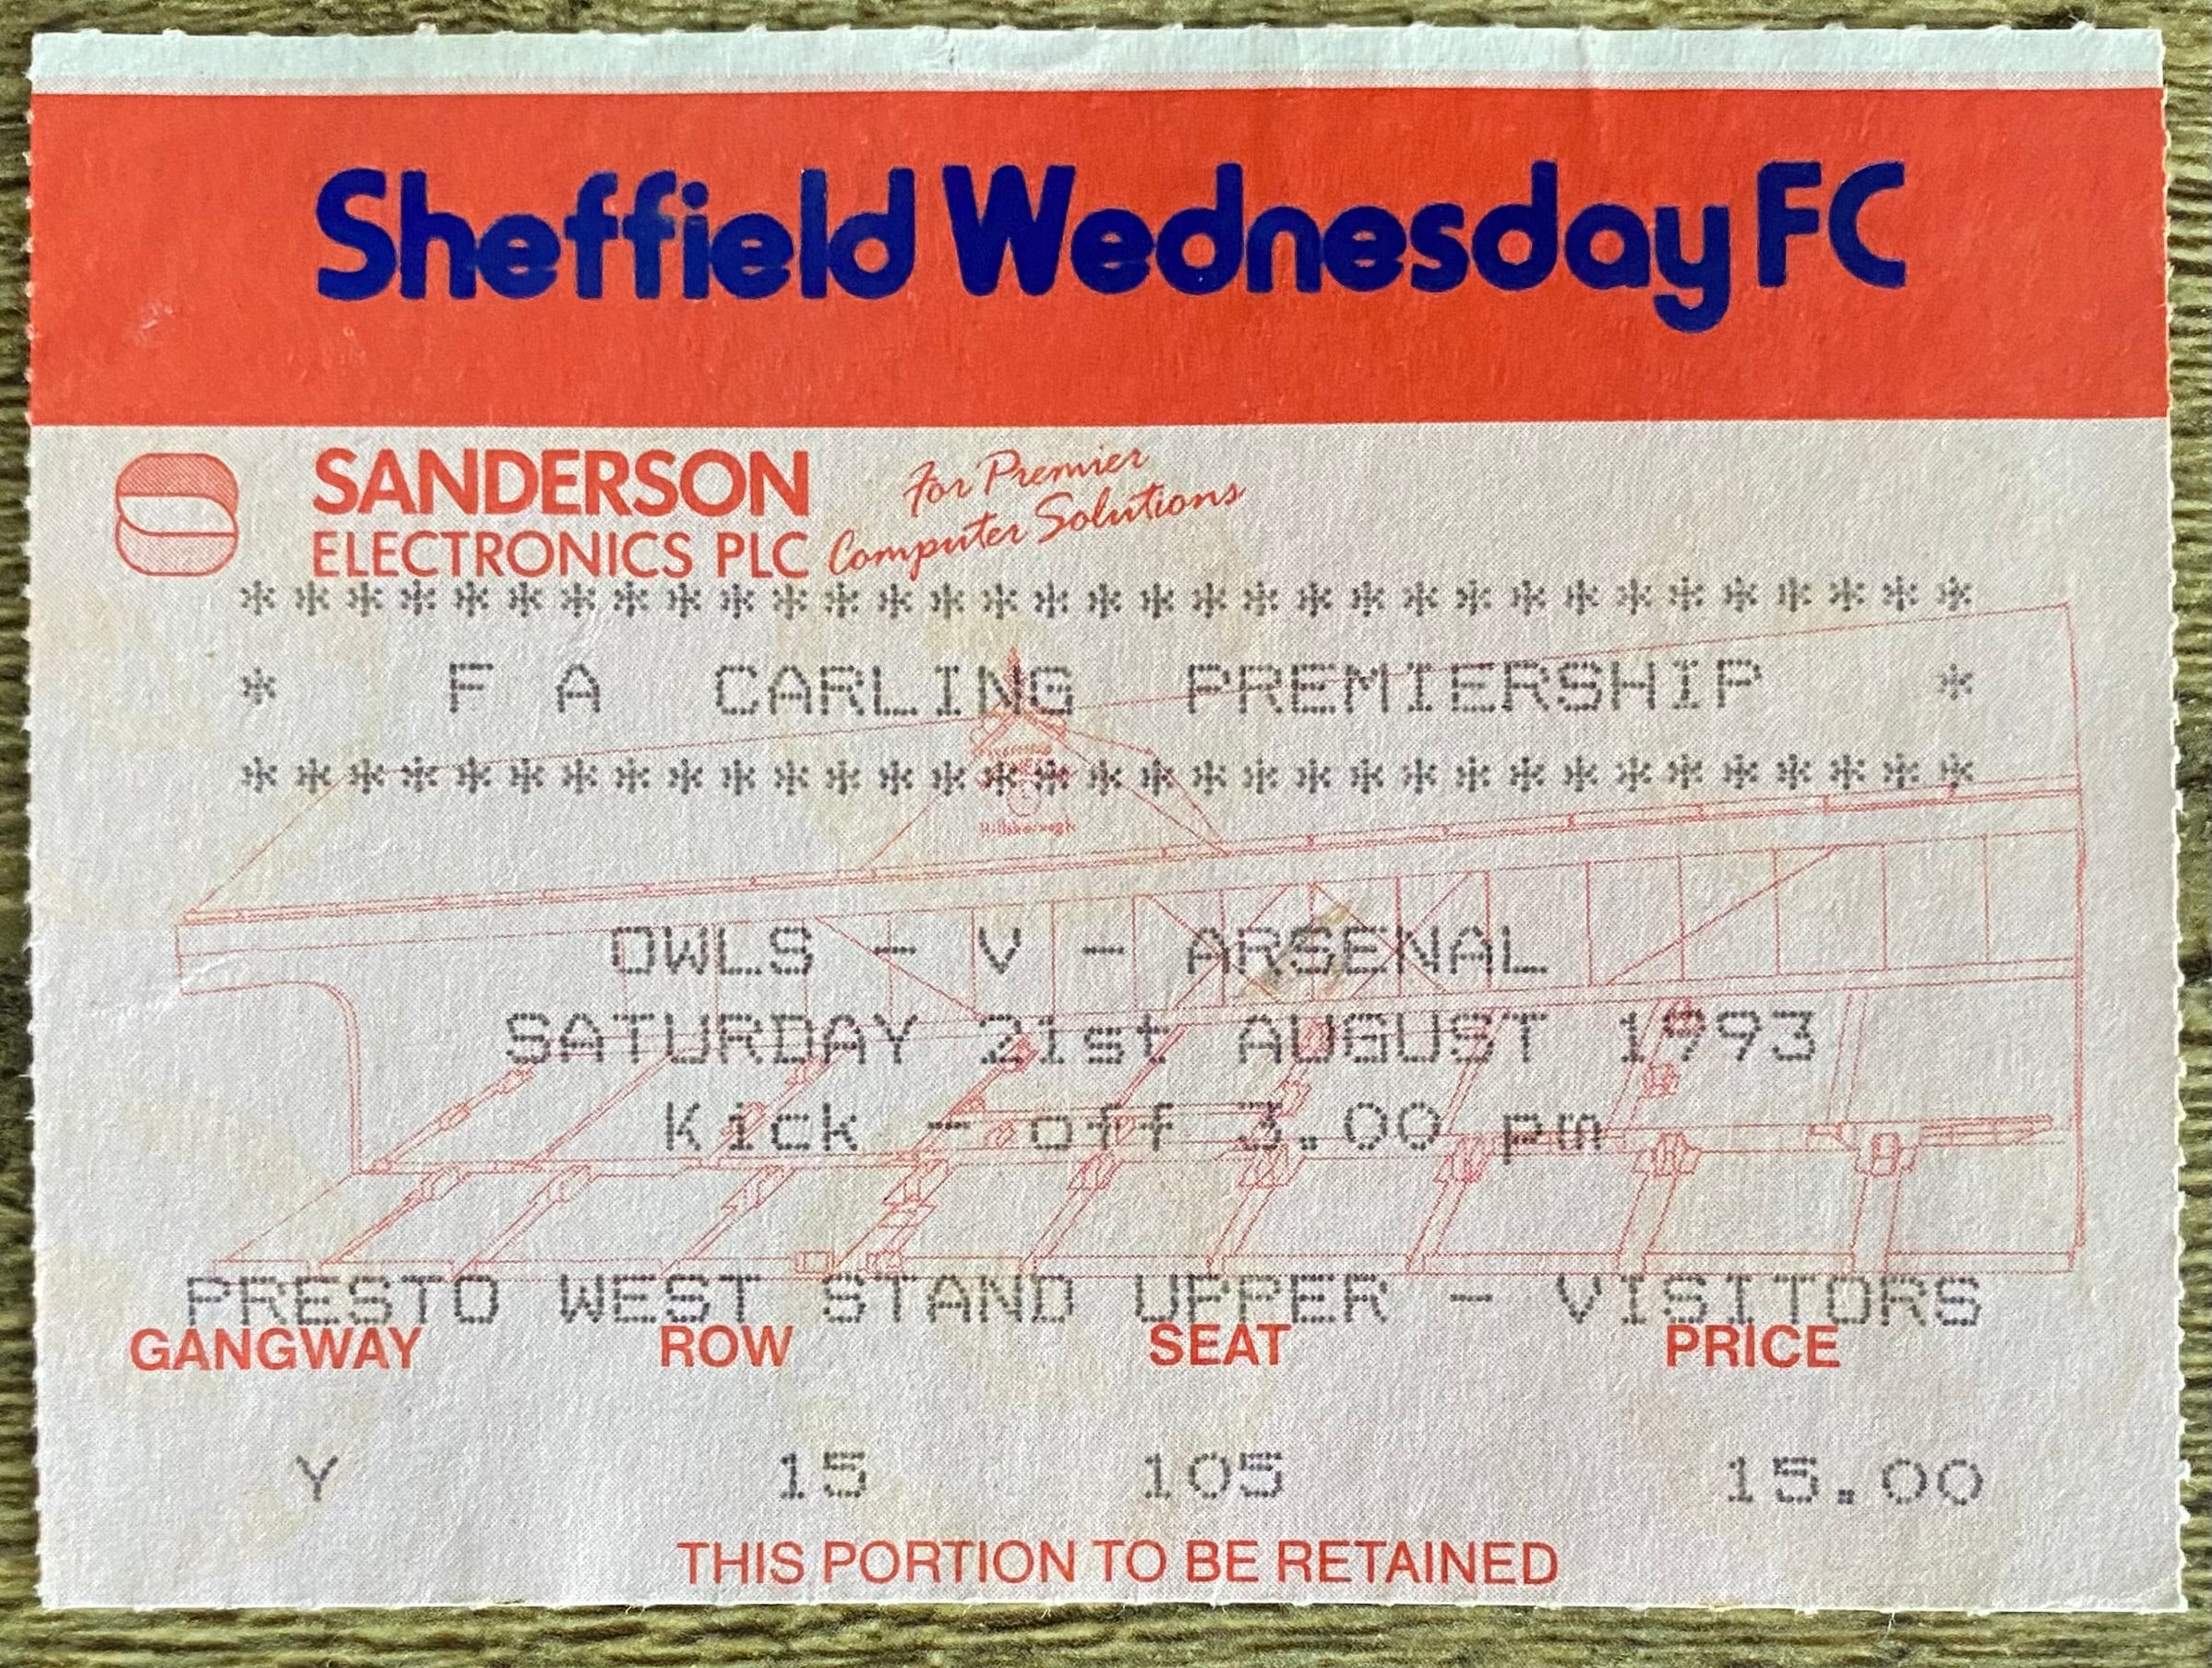 Sheffield Wednesday FC
SANDERSON
ELECTRONICS PLC
For Premier
Computer Solutions
* * * * * * * * * * * * * * * * * * * * * * * * * * * * * * * * *
* F A CARLING PREMIERSHIP *
* * * * * * * * * * * * * * * * * * * * * * * * * * * * * * * * *
Hillsborough
OWLS - V - ARSENAL
SATURDAY 21st AUGUST 1993
Kick - off 3.00 pm
PRESTO WEST STAND UPPER - VISITORS
GANGWAY ROW SEAT PRICE
Y 15 105 15.00
THIS PORTION TO BE RETAINED